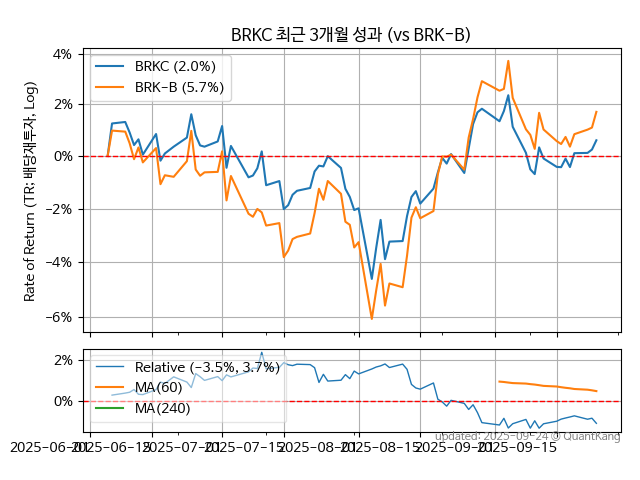 BRKC 최근 3개월 성과 (vs BRK-B)
Rate of Return (TR: 배당재투자, Log)
4%
2%
0%
-2%
-4%
-6%
BRKC (2.0%)
BRK-B (5.7%)
2%
0%
Relative (-3.5%, 3.7%)
MA(60)
MA(240)
2025-06-01
2025-06-15
2025-07-01
2025-07-15
2025-08-01
2025-08-15
2025-09-01
2025-09-15
updated: 2025-09-24 @ QuantKang